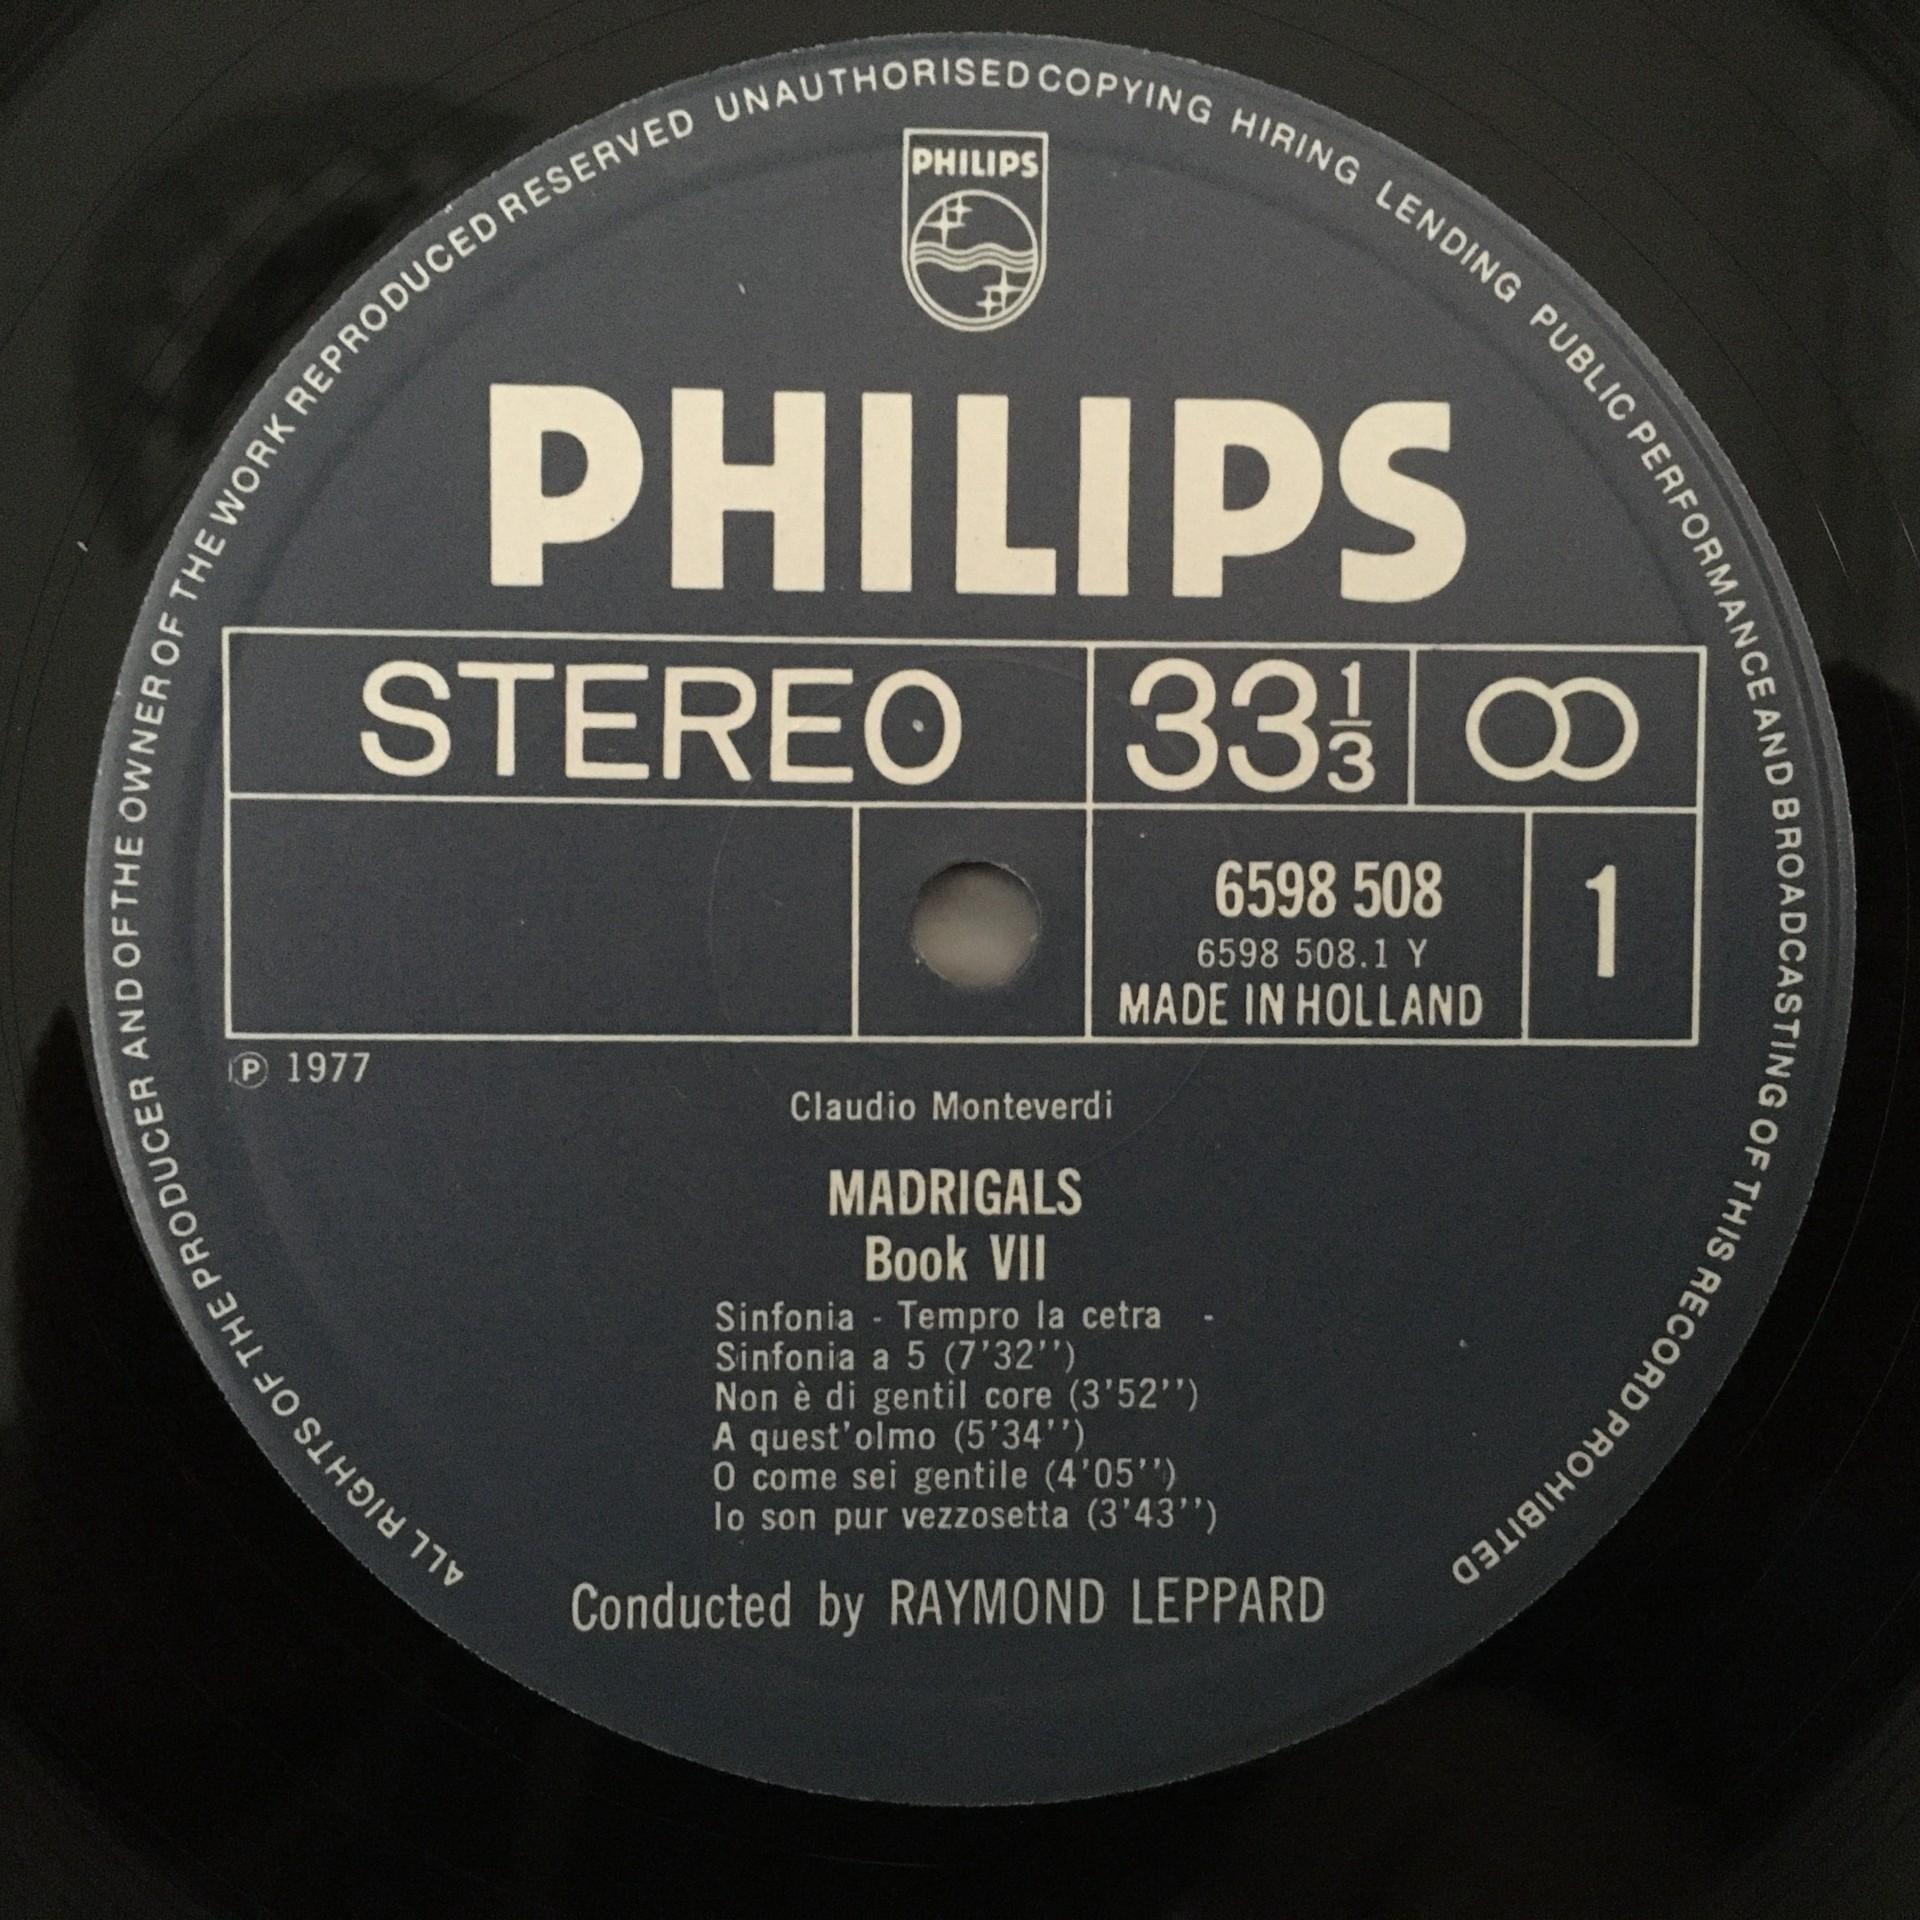 ALL RIGHTS OF THE PRODUCER AND OF THE OWNER OF THE WORK REPRODUCED RESERVED UNAUTHORISED COPYING HIRING LENDING PUBLIC PERFORMANCE AND BROADCASTING OF THIS RECORD PROHIBITED
PHILIPS
PHILIPS
STEREO 33 1/3
6598 508 1
6598 508.1 Y
MADE IN HOLLAND
Ⓟ 1977
Claudio Monteverdi
MADRIGALS
Book VII
Sinfonia - Tempro la cetra -
Sinfonia a 5 (7'32'')
Non è di gentil core (3'52'')
A quest'olmo (5'34'')
O come sei gentile (4'05'')
Io son pur vezzosetta (3'43'')
Conducted by RAYMOND LEPPARD